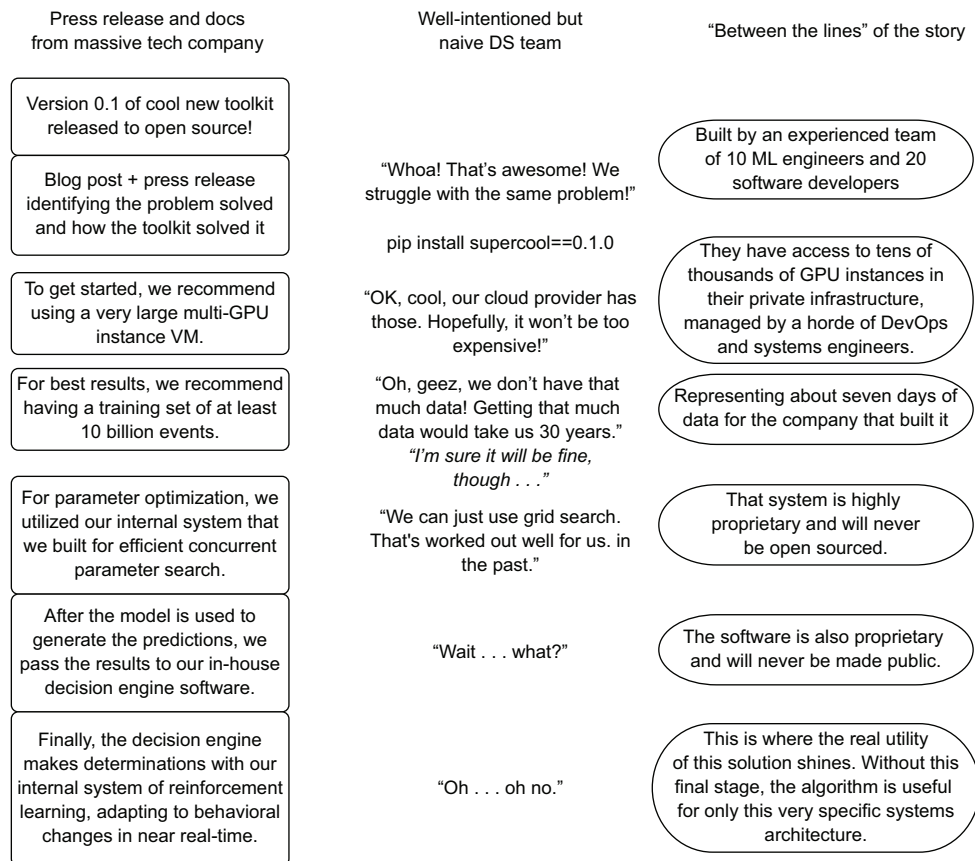 Press release and docs
from massive tech company
Well-intentioned but
naive DS team
“Between the lines” of the story
Version 0.1 of cool new toolkit
released to open source!
Blog post + press release
identifying the problem solved
and how the toolkit solved it
“Whoa! That’s awesome! We
struggle with the same problem!”
pip install supercool==0.1.0
Built by an experienced team
of 10 ML engineers and 20
software developers
To get started, we recommend
using a very large multi-GPU
instance VM.
“OK, cool, our cloud provider has
those. Hopefully, it won’t be too
expensive!”
They have access to tens of
thousands of GPU instances in
their private infrastructure,
managed by a horde of DevOps
and systems engineers.
For best results, we recommend
having a training set of at least
10 billion events.
“Oh, geez, we don’t have that
much data! Getting that much
data would take us 30 years.”
“I’m sure it will be fine,
though . . .”
Representing about seven days of
data for the company that built it
For parameter optimization, we
utilized our internal system that
we built for efficient concurrent
parameter search.
“We can just use grid search.
That's worked out well for us. in
the past.”
That system is highly
proprietary and will never
be open sourced.
After the model is used to
generate the predictions, we
pass the results to our in-house
decision engine software.
“Wait . . . what?”
The software is also proprietary
and will never be made public.
Finally, the decision engine
makes determinations with our
internal system of reinforcement
learning, adapting to behavioral
changes in near real-time.
“Oh . . . oh no.”
This is where the real utility
of this solution shines. Without this
final stage, the algorithm is useful
for only this very specific systems
architecture.